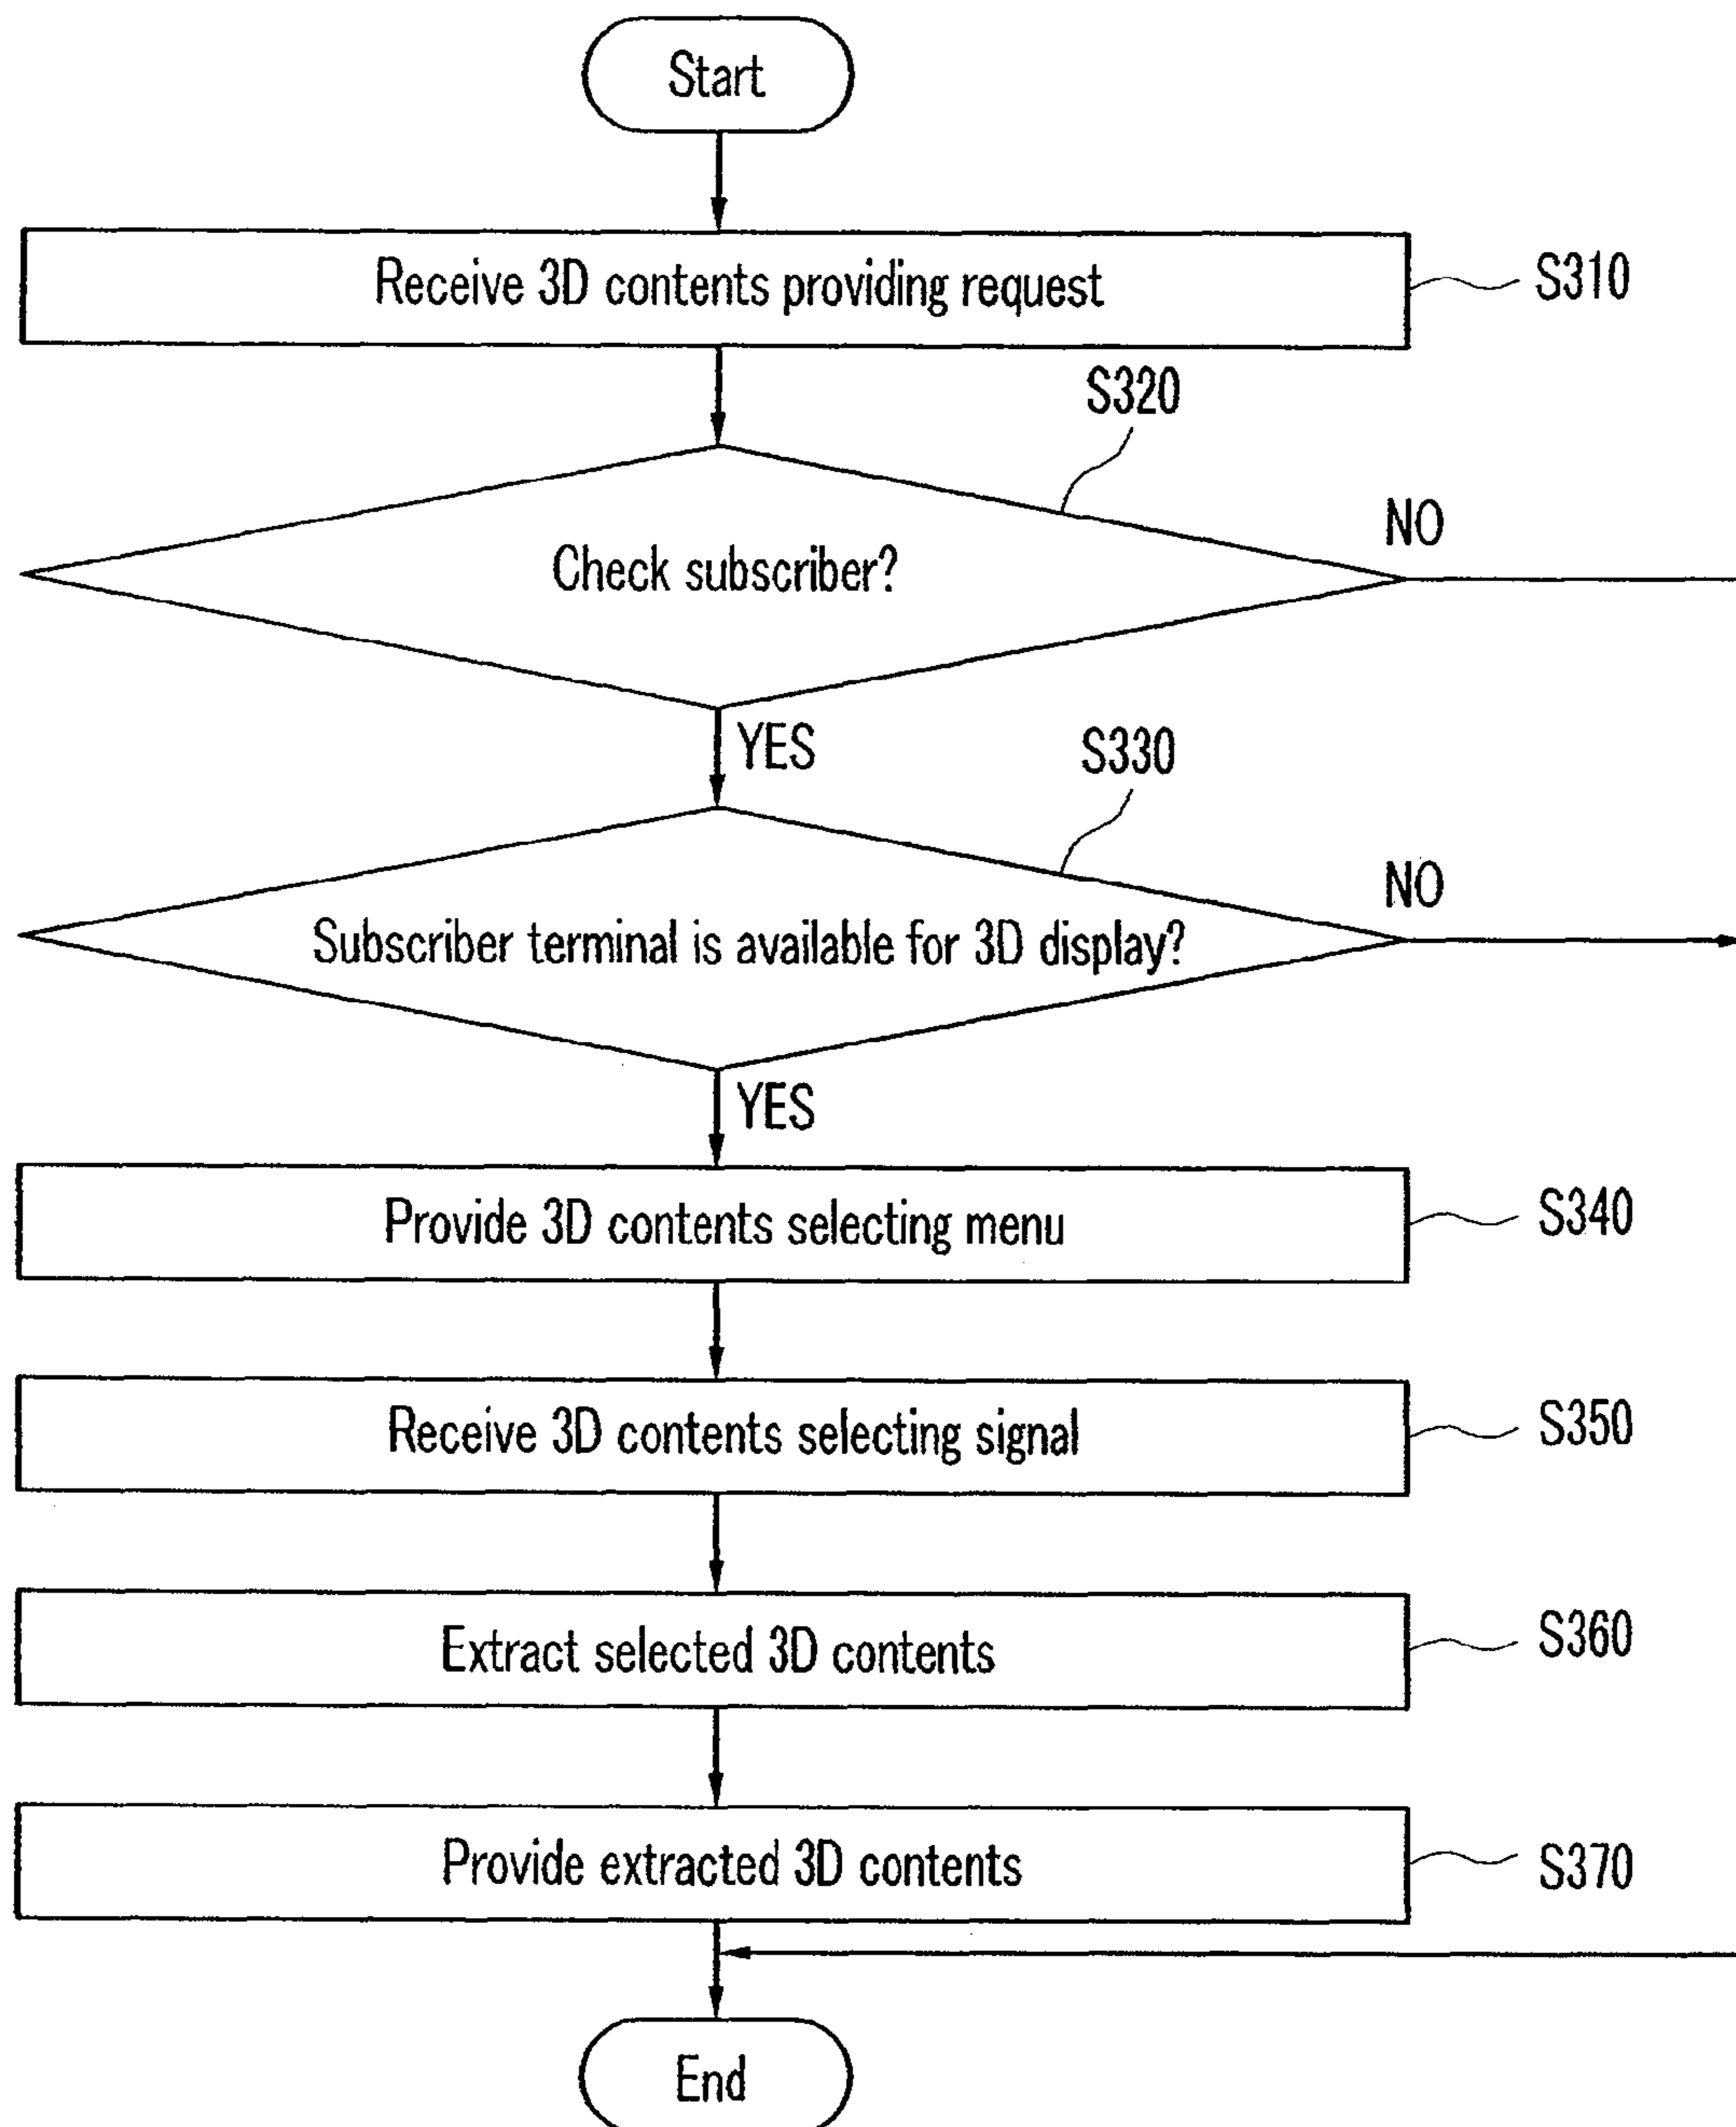 Start
Receive 3D contents providing request
S310
S320
Check subscriber?
NO
YES
S330
Subscriber terminal is available for 3D display?
NO
YES
Provide 3D contents selecting menu
S340
Receive 3D contents selecting signal
S350
Extract selected 3D contents
S360
Provide extracted 3D contents
S370
End